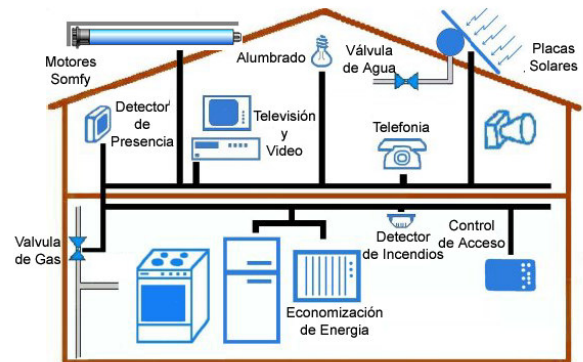 Motores
Somfy
Alumbrado
Válvula
de Agua
Placas
Solares
Detector
de
Presencia
Televisión
y
Video
Telefonia
Valvula
de Gas
Detector
de Incendios
Control
de Acceso
Economización
de Energia